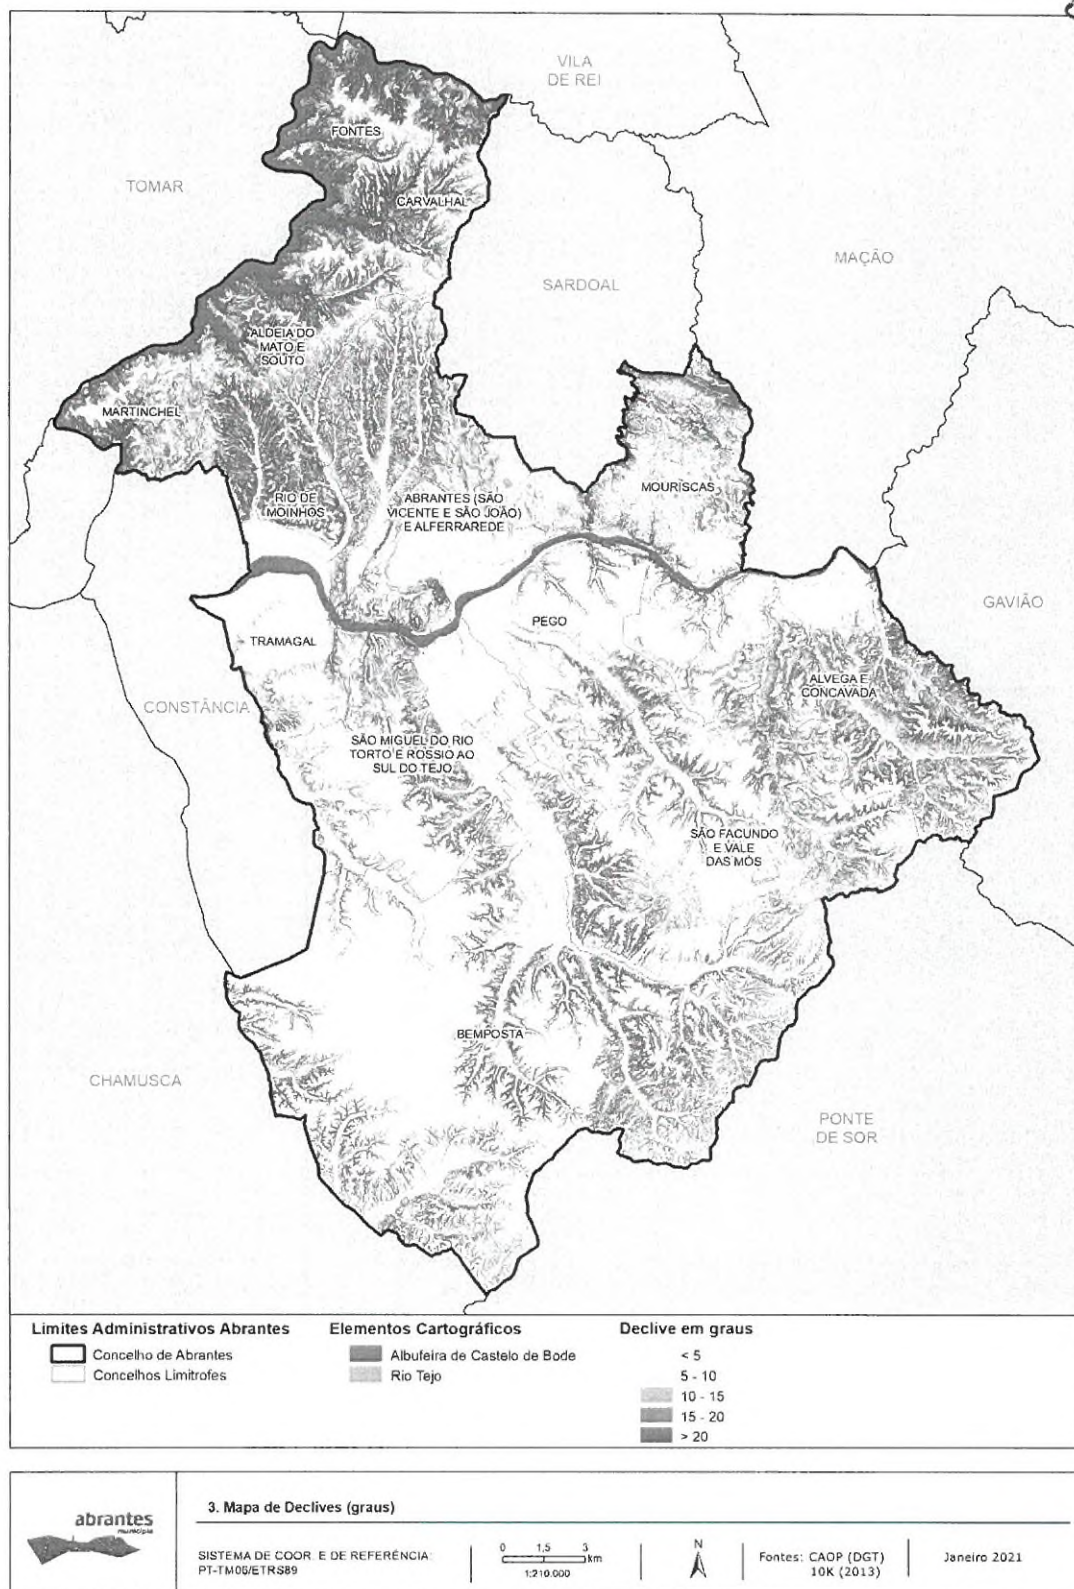 VILA
DE REI
FONTES
TOMAR
CARVALHAL
MAÇÃO
SARDOAL
ALDEIA DO
MATO E
SOUTO
MARTINCHEL
MOURISCAS
RIO DE
MOINHOS
ABRANTES (SÃO
VICENTE E SÃO JOÃO)
E ALFERRAREDE
GAVIÃO
PEGO
TRAMAGAL
ALVEGA E
CONCAVADA
CONSTÂNCIA
SÃO MIGUEL DO RIO
TORTO E ROSSIO AO
SUL DO TEJO
SÃO FACUNDO
E VALE
DAS MÓS
BEMPOSTA
CHAMUSCA
PONTE
DE SOR
Limites Administrativos Abrantes
Concelho de Abrantes
Concelhos Limítrofes
Elementos Cartográficos
Albufeira de Castelo de Bode
Rio Tejo
Declive em graus
< 5
5 - 10
10 - 15
15 - 20
> 20
abrantes
município
3. Mapa de Declives (graus)
SISTEMA DE COOR. E DE REFERÊNCIA:
PT-TM06/ETRS89
0 1,5 3
km
1:210.000
N
Fontes: CAOP (DGT)
10K (2013)
Janeiro 2021